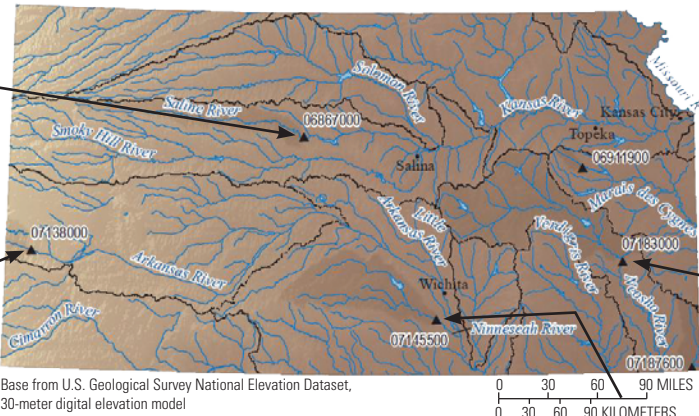 Missouri
Solomon River
Kansas River
Kansas City
Saline River
06867000
Topeka
Smoky Hill River
Salina
06911900
Marais des Cygnes
Little
Arkansas River
Verdigris River
07138000
07183000
Arkansas River
Wichita
Neosho River
Cimarron River
Ninnescah River
07145500
07187600
Base from U.S. Geological Survey National Elevation Dataset,
30-meter digital elevation model
0 30 60 90 MILES
0 30 60 90 KILOMETERS